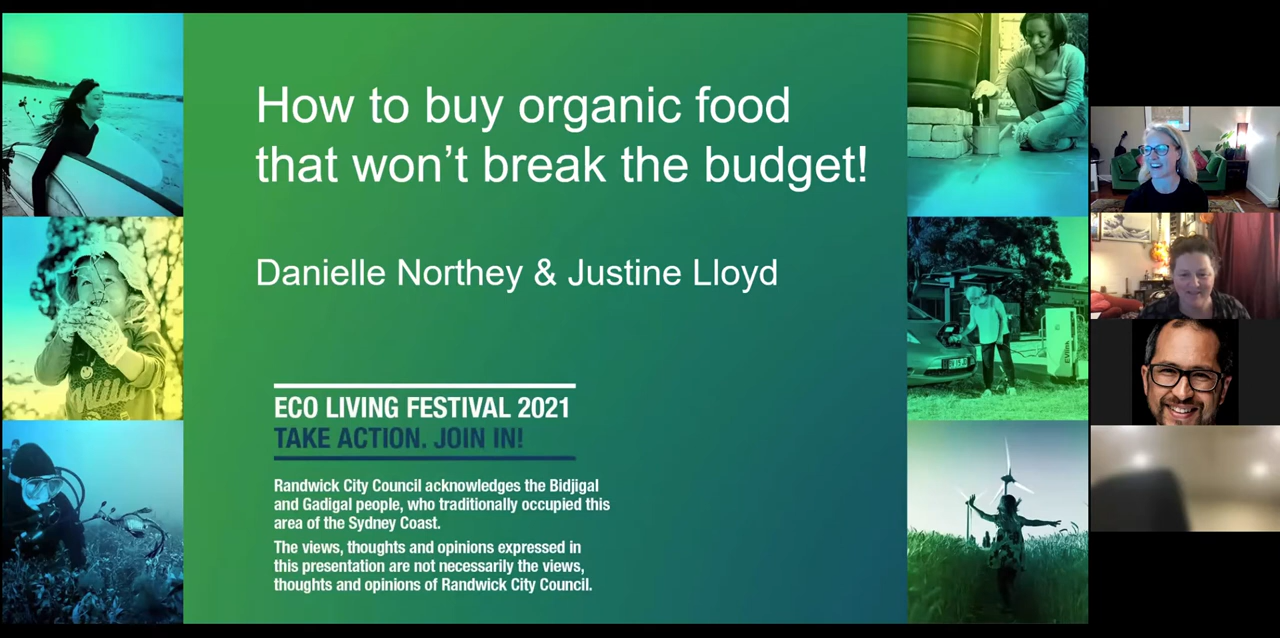 How to buy organic food
that won't break the budget!
Danielle Northey & Justine Lloyd
ECO LIVING FESTIVAL 2021
TAKE ACTION. JOIN IN!
Randwick City Council acknowledges the Bidjigal
and Gadigal people, who traditionally occupied this
area of the Sydney Coast.
The views, thoughts and opinions expressed in
this presentation are not necessarily the views,
thoughts and opinions of Randwick City Council.
EVlink